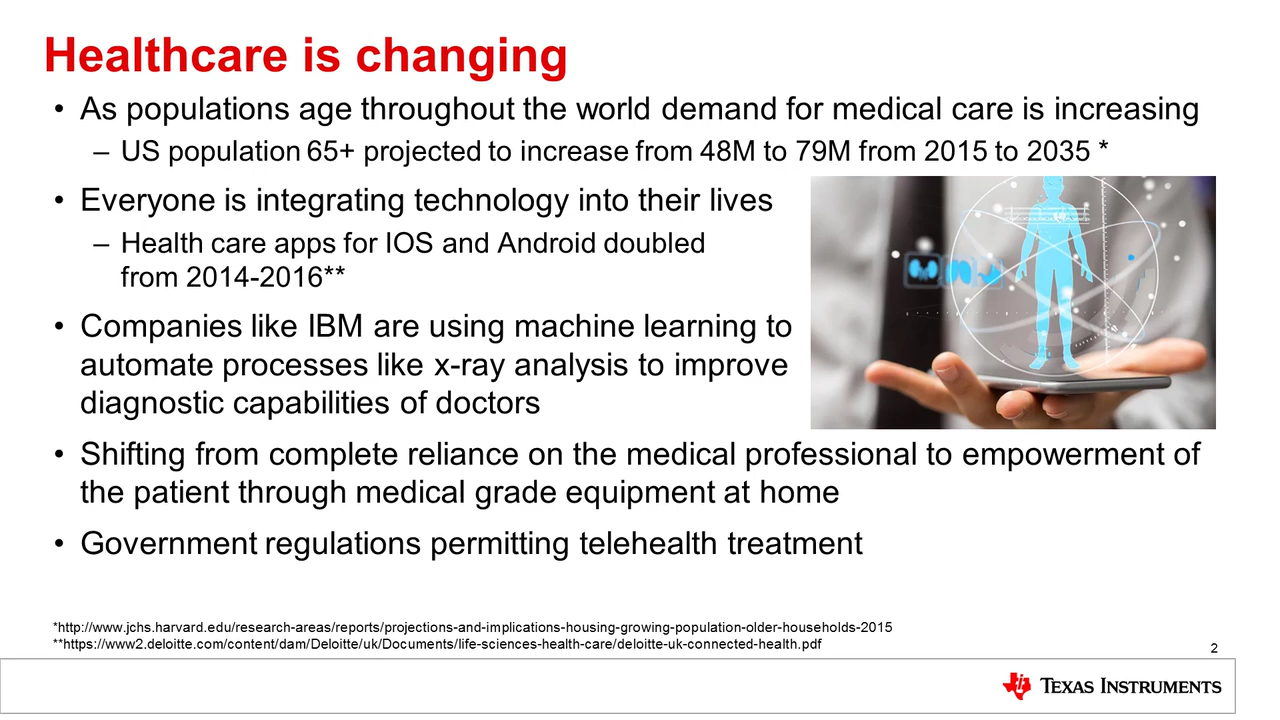 Healthcare is changing
• As populations age throughout the world demand for medical care is increasing
– US population 65+ projected to increase from 48M to 79M from 2015 to 2035 *
• Everyone is integrating technology into their lives
– Health care apps for IOS and Android doubled
from 2014-2016**
• Companies like IBM are using machine learning to
automate processes like x-ray analysis to improve
diagnostic capabilities of doctors
• Shifting from complete reliance on the medical professional to empowerment of
the patient through medical grade equipment at home
• Government regulations permitting telehealth treatment
*http://www.jchs.harvard.edu/research-areas/reports/projections-and-implications-housing-growing-population-older-households-2015
**https://www2.deloitte.com/content/dam/Deloitte/uk/Documents/life-sciences-health-care/deloitte-uk-connected-health.pdf
2
TEXAS INSTRUMENTS